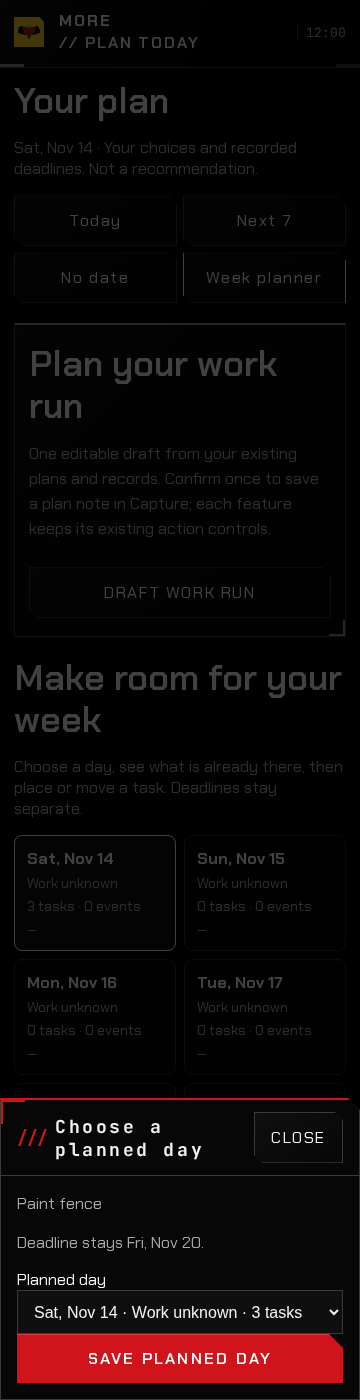 MORE
// PLAN TODAY
12:00
Your plan
Sat, Nov 14 · Your choices and recorded
deadlines. Not a recommendation.
Today
Next 7
No date
Week planner
Plan your work
run
One editable draft from your existing
plans and records. Confirm once to save
a plan note in Capture; each feature
keeps its existing action controls.
DRAFT WORK RUN
Make room for your
week
Choose a day, see what is already there, then
place or move a task. Deadlines stay
separate.
Sat, Nov 14
Work unknown
3 tasks · 0 events
—
Sun, Nov 15
Work unknown
0 tasks · 0 events
—
Mon, Nov 16
Work unknown
0 tasks · 0 events
—
Tue, Nov 17
Work unknown
0 tasks · 0 events
—
/// Choose a
planned day
CLOSE
Paint fence
Deadline stays Fri, Nov 20.
Planned day
Sat, Nov 14 · Work unknown · 3 tasks
SAVE PLANNED DAY